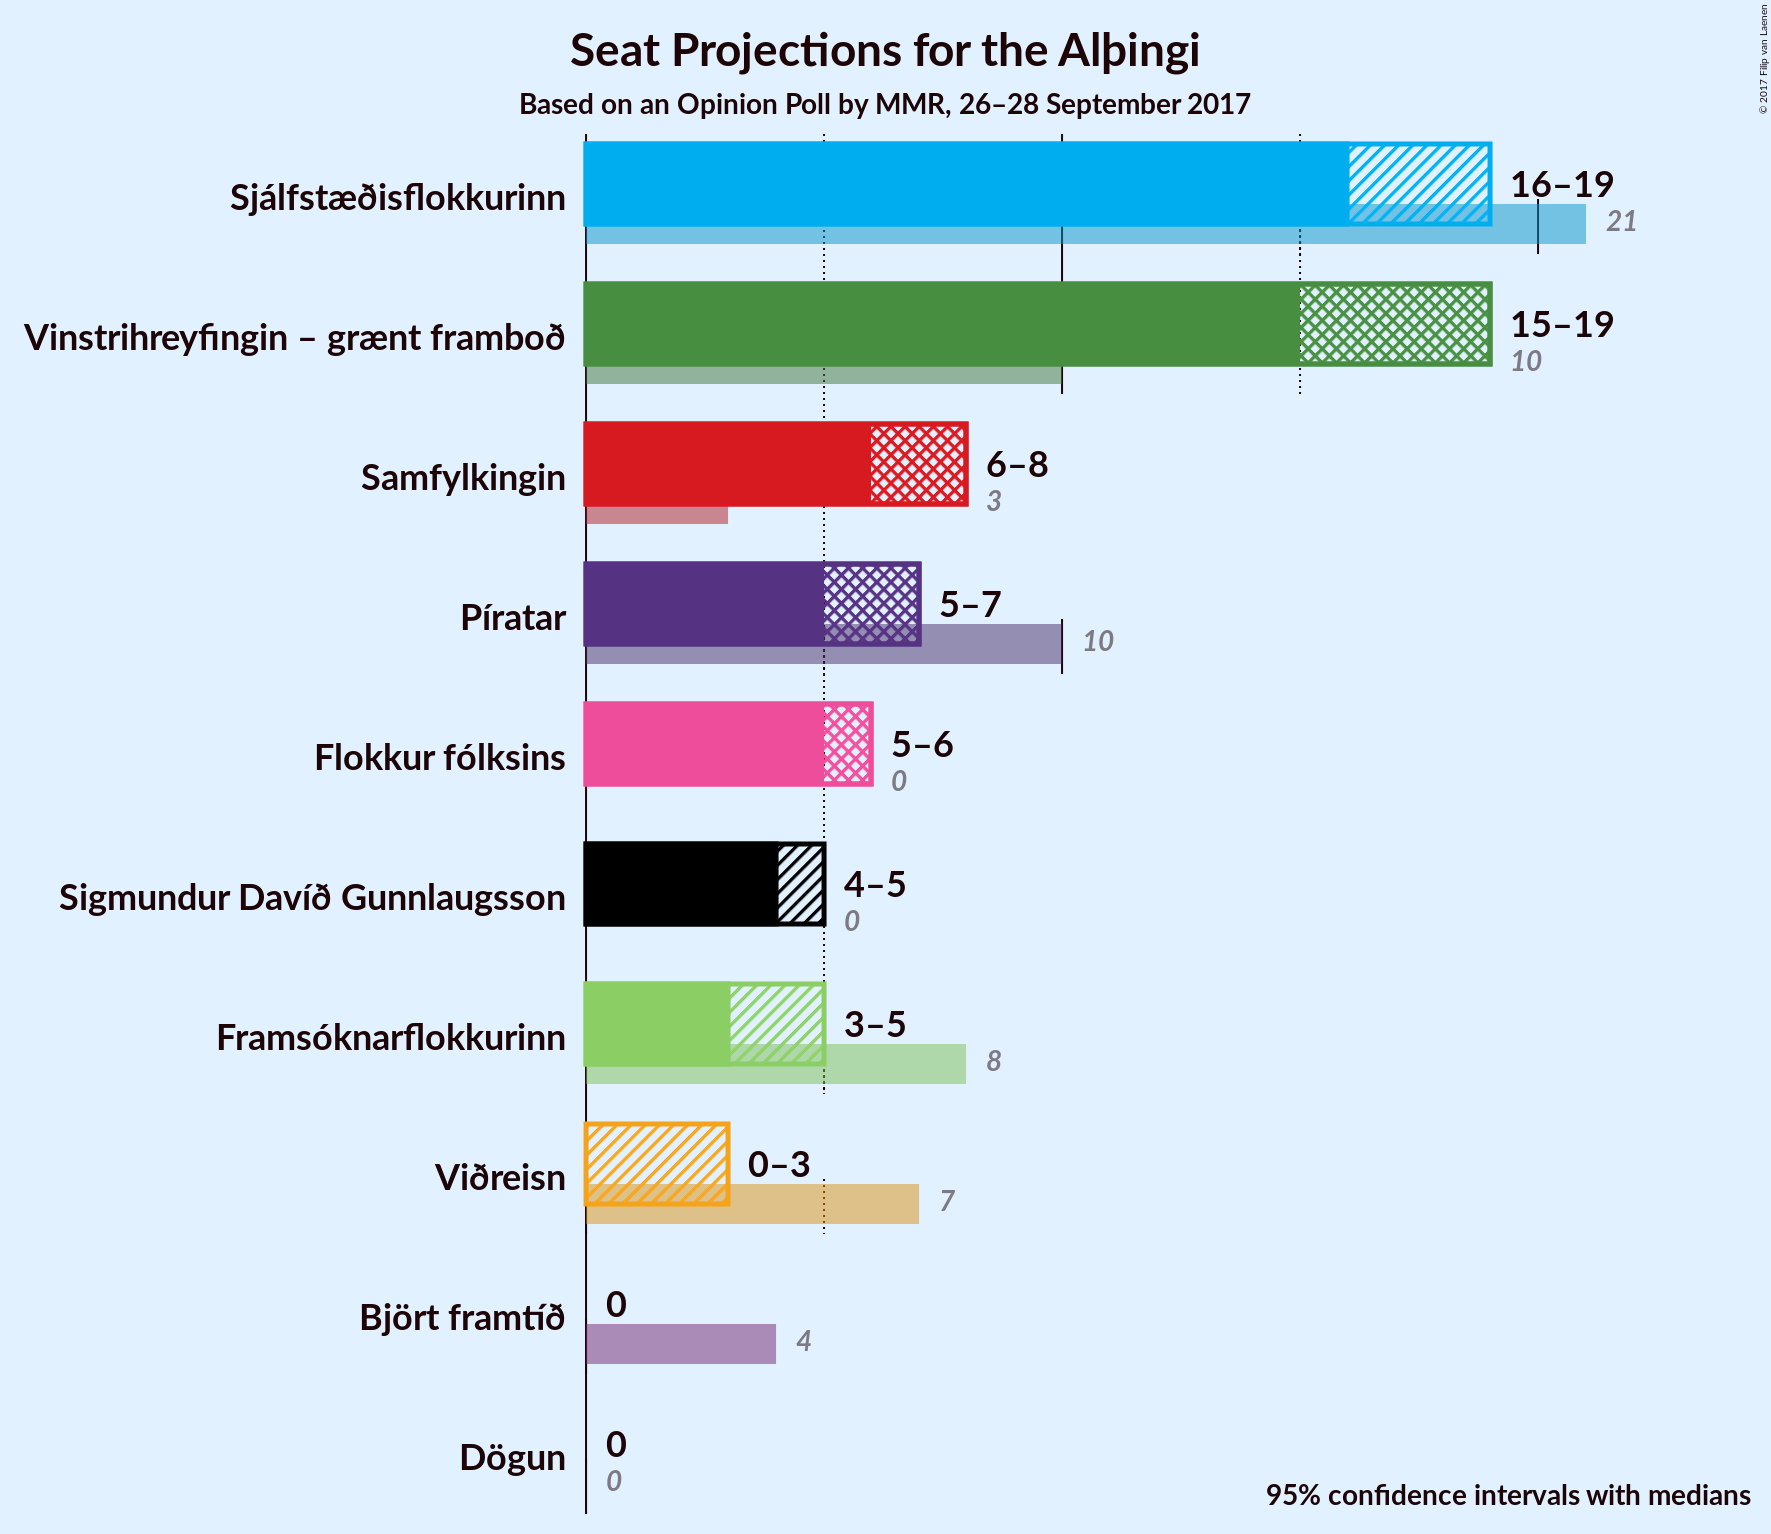 Seat Projections for the Alþingi
Based on an Opinion Poll by MMR, 26–28 September 2017
© 2017 Filip van Laenen
Sjálfstæðisflokkurinn
16–19
21
Vinstrihreyfingin – grænt framboð
15–19
10
Samfylkingin
6–8
3
Píratar
5–7
10
Flokkur fólksins
5–6
0
Sigmundur Davíð Gunnlaugsson
4–5
0
Framsóknarflokkurinn
3–5
8
Viðreisn
0–3
7
Björt framtíð
0
4
Dögun
0
0
95% confidence intervals with medians